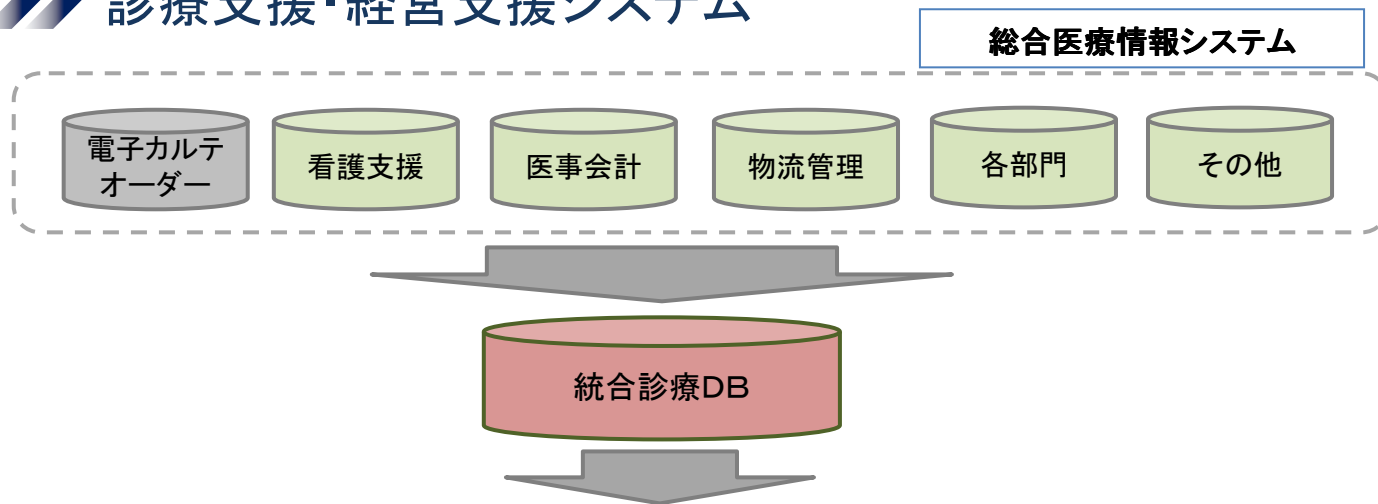 診療支援・経営支援システム
総合医療情報システム
電子カルテ
オーダー
看護支援
医事会計
物流管理
各部門
その他
統合診療DB